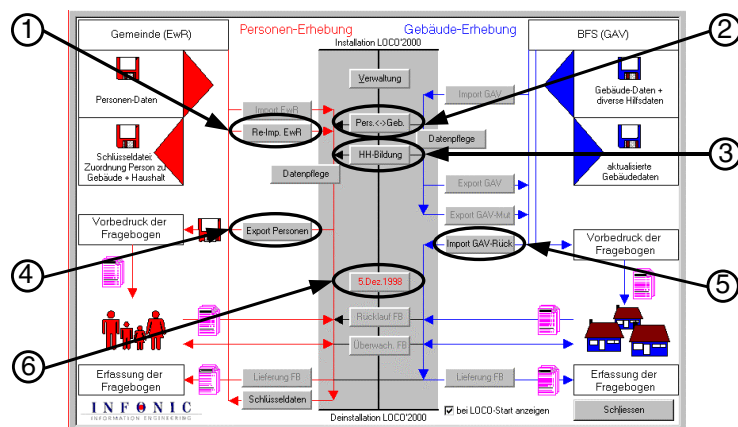 1
2
3
4
5
6
Gemeinde (EwR)
Personen-Erhebung
Gebäude-Erhebung
BFS (GAV)
Installation LOCO'2000
Verwaltung
Personen-Daten
Gebäude-Daten +
diverse Hilfsdaten
Import EwR
Import GAV
Re-Imp. EwR
Pers.<->Geb.
Datenpflege
HH-Bildung
Schlüsseldatei:
Zuordnung Person zu
Gebäude + Haushalt
aktualisierte
Gebäudedaten
Datenpflege
Export GAV
Export GAV-Mut
Vorbedruck der
Fragebogen
Export Personen
Import GAV-Rück
Vorbedruck der
Fragebogen
5.Dez.1998
Rücklauf FB
Überwach. FB
Erfassung der
Fragebogen
Lieferung FB
Lieferung FB
Erfassung der
Fragebogen
Schlüsseldaten
INFONIC
INFORMATION ENGINEERING
Deinstallation LOCO'2000
bei LOCO-Start anzeigen
Schliessen